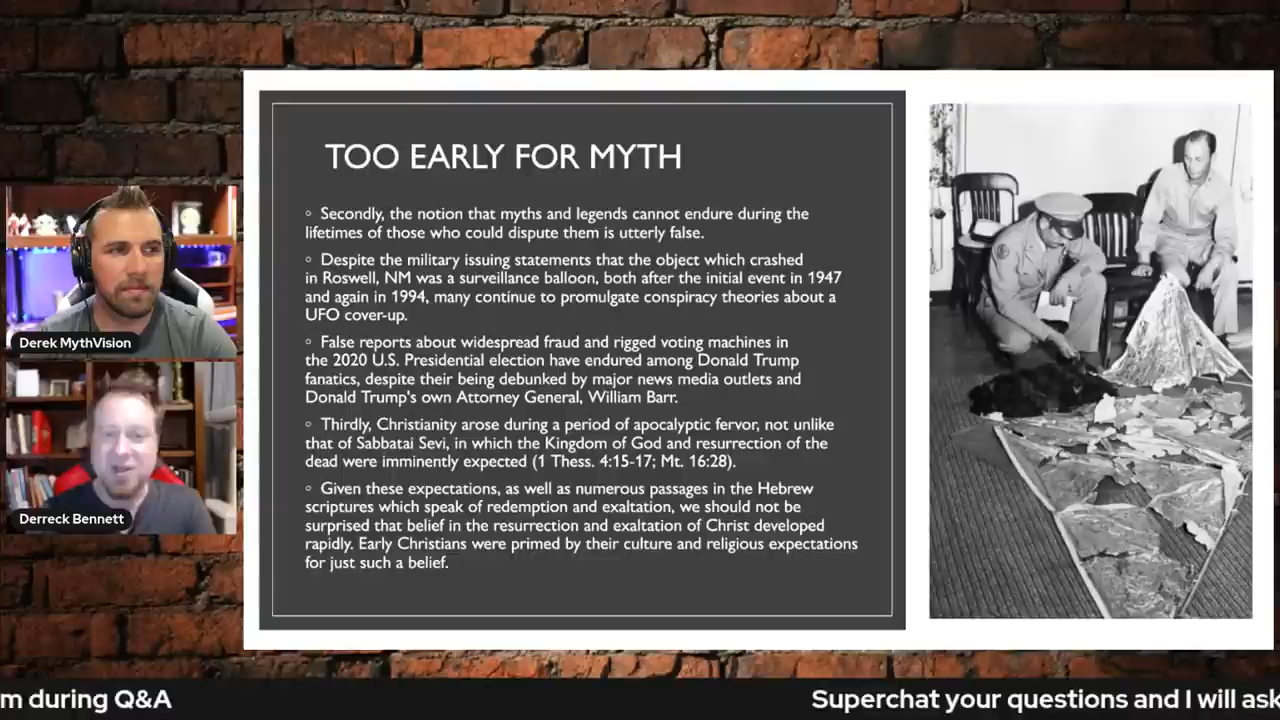 TOO EARLY FOR MYTH
◦ Secondly, the notion that myths and legends cannot endure during the
lifetimes of those who could dispute them is utterly false.
◦ Despite the military issuing statements that the object which crashed
in Roswell, NM was a surveillance balloon, both after the initial event in 1947
and again in 1994, many continue to promulgate conspiracy theories about a
UFO cover-up.
◦ False reports about widespread fraud and rigged voting machines in
the 2020 U.S. Presidential election have endured among Donald Trump
fanatics, despite their being debunked by major news media outlets and
Donald Trump's own Attorney General, William Barr.
◦ Thirdly, Christianity arose during a period of apocalyptic fervor, not unlike
that of Sabbatai Sevi, in which the Kingdom of God and resurrection of the
dead were imminently expected (1 Thess. 4:15-17; Mt. 16:28).
◦ Given these expectations, as well as numerous passages in the Hebrew
scriptures which speak of redemption and exaltation, we should not be
surprised that belief in the resurrection and exaltation of Christ developed
rapidly. Early Christians were primed by their culture and religious expectations
for just such a belief.
Derek MythVision
Derreck Bennett
m during Q&A
Superchat your questions and I will ask